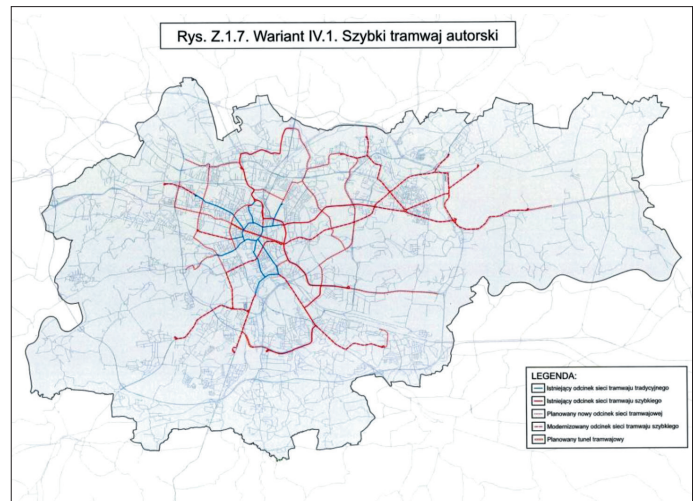 Rys. Z.1.7. Wariant IV.1. Szybki tramwaj autorski
LEGENDA:
Istniejący odcinek sieci tramwaju tradycyjnego
Istniejący odcinek sieci tramwaju szybkiego
Planowany nowy odcinek sieci tramwajowej
Modernizowany odcinek sieci tramwaju szybkiego
Planowany tunel tramwajowy